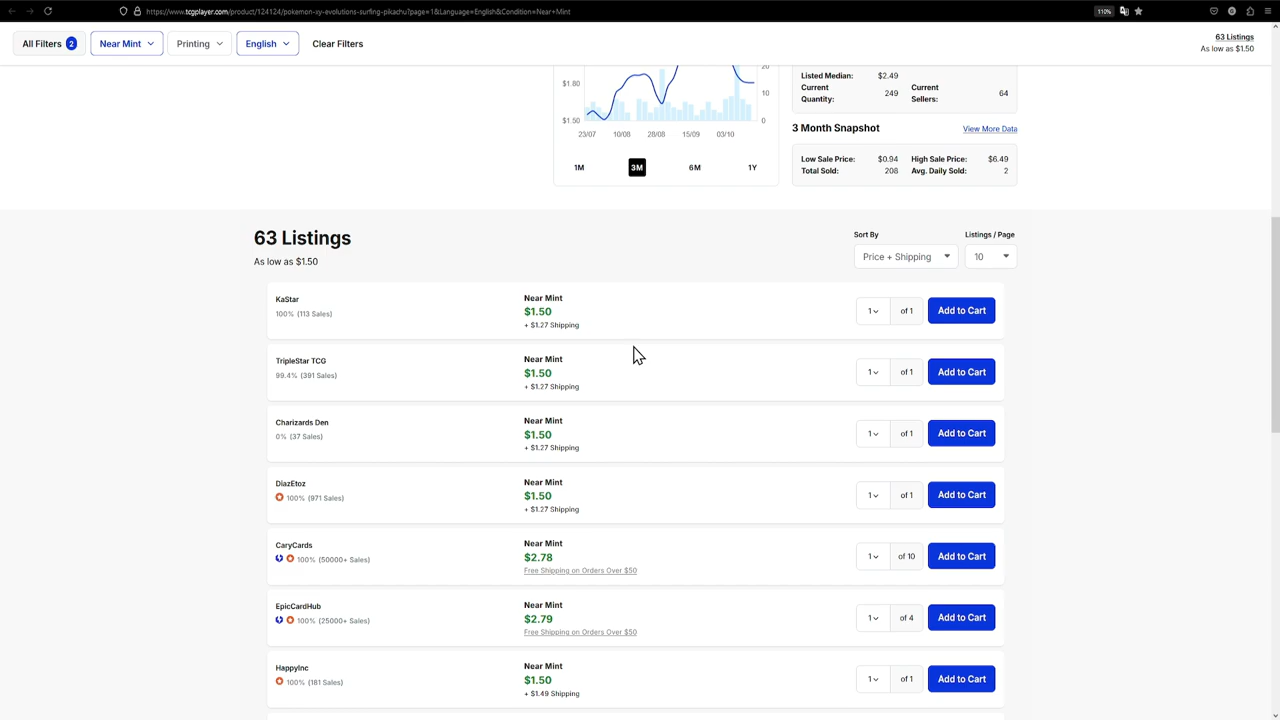 https://www.tcgplayer.com/product/124124/pokemon-xy-evolutions-surfing-pikachu?page=1&Language=English&Condition=Near+Mint
110%
All Filters 2 Near Mint Printing English Clear Filters
63 Listings
As low as $1.50
20
$1.80
10
$1.50
0
23/07 10/08 28/08 15/09 03/10
1M 3M 6M 1Y
Listed Median: $2.49
Current Quantity: 249 Current Sellers: 64
3 Month Snapshot View More Data
Low Sale Price: $0.94 High Sale Price: $6.49
Total Sold: 208 Avg. Daily Sold: 2
63 Listings
As low as $1.50
Sort By Listings / Page
Price + Shipping 10
KaStar
100% (113 Sales)
Near Mint
$1.50
+ $1.27 Shipping
1 of 1 Add to Cart
TripleStar TCG
99.4% (391 Sales)
Near Mint
$1.50
+ $1.27 Shipping
1 of 1 Add to Cart
Charizards Den
0% (37 Sales)
Near Mint
$1.50
+ $1.27 Shipping
1 of 1 Add to Cart
DiazEtoz
100% (971 Sales)
Near Mint
$1.50
+ $1.27 Shipping
1 of 1 Add to Cart
CaryCards
100% (50000+ Sales)
Near Mint
$2.78
Free Shipping on Orders Over $50
1 of 10 Add to Cart
EpicCardHub
100% (25000+ Sales)
Near Mint
$2.79
Free Shipping on Orders Over $50
1 of 4 Add to Cart
HappyInc
100% (181 Sales)
Near Mint
$1.50
+ $1.49 Shipping
1 of 1 Add to Cart